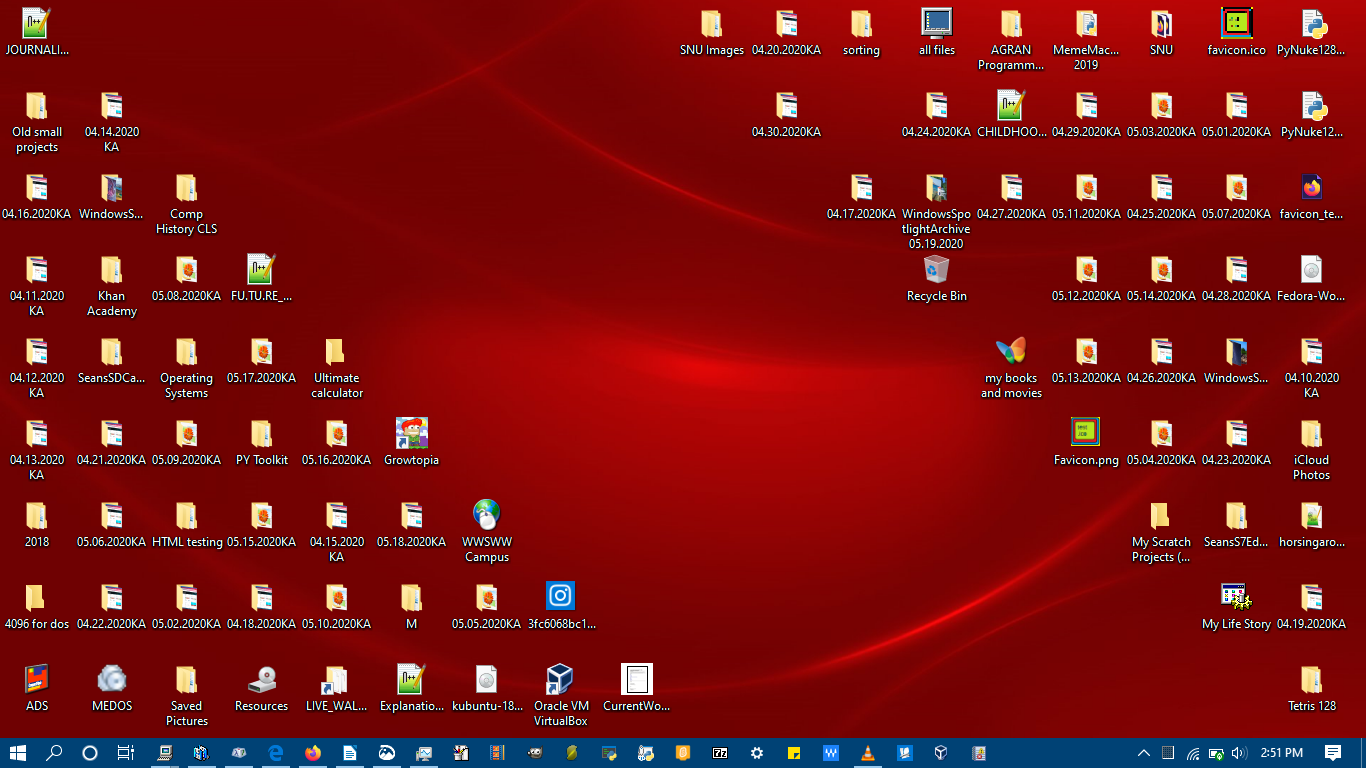 JOURNALI...
SNU Images
04.20.2020KA
sorting
all files
AGRAN
Programm...
MemeMac...
2019
SNU
favicon.ico
PyNuke128...
Old small
projects
04.14.2020
KA
04.30.2020KA
04.24.2020KA
CHILDHOO...
04.29.2020KA
05.03.2020KA
05.01.2020KA
PyNuke12...
04.16.2020KA
WindowsS...
Comp
History CLS
04.17.2020KA
WindowsSpo
tlightArchive
05.19.2020
04.27.2020KA
05.11.2020KA
04.25.2020KA
05.07.2020KA
favicon_te...
04.11.2020
KA
Khan
Academy
05.08.2020KA
FU.TU.RE_...
Recycle Bin
05.12.2020KA
05.14.2020KA
04.28.2020KA
Fedora-Wo...
04.12.2020
KA
SeansSDCa...
Operating
Systems
05.17.2020KA
Ultimate
calculator
my books
and movies
05.13.2020KA
04.26.2020KA
WindowsS...
04.10.2020
KA
04.13.2020
KA
04.21.2020KA
05.09.2020KA
PY Toolkit
05.16.2020KA
Growtopia
Favicon.png
05.04.2020KA
04.23.2020KA
iCloud
Photos
2018
05.06.2020KA
HTML testing
05.15.2020KA
04.15.2020
KA
05.18.2020KA
WWSWW
Campus
My Scratch
Projects (...
SeansS7Ed...
horsingaro...
4096 for dos
04.22.2020KA
05.02.2020KA
04.18.2020KA
05.10.2020KA
M
05.05.2020KA
3fc6068bc1...
My Life Story
04.19.2020KA
ADS
MEDOS
Saved
Pictures
Resources
LIVE_WAL...
Explanatio...
kubuntu-18...
Oracle VM
VirtualBox
CurrentWo...
Tetris 128
2:51 PM